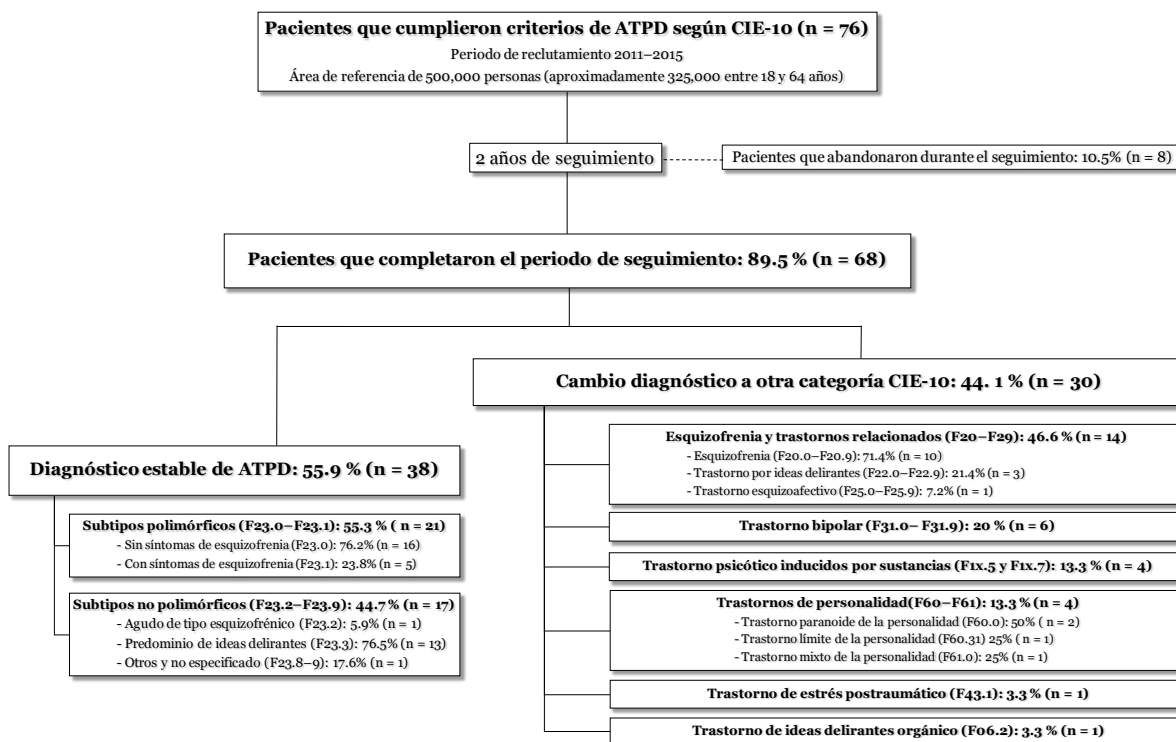 Pacientes que cumplieron criterios de ATPD según CIE-10 (n = 76)
Periodo de reclutamiento 2011–2015
Área de referencia de 500,000 personas (aproximadamente 325,000 entre 18 y 64 años)
2 años de seguimiento
Pacientes que abandonaron durante el seguimiento: 10.5% (n = 8)
Pacientes que completaron el periodo de seguimiento: 89.5 % (n = 68)
Diagnóstico estable de ATPD: 55.9 % (n = 38)
Subtipos polimórficos (F23.0–F23.1): 55.3 % ( n = 21)
- Sin síntomas de esquizofrenia (F23.0): 76.2% (n = 16)
- Con síntomas de esquizofrenia (F23.1): 23.8% (n = 5)
Subtipos no polimórficos (F23.2–F23.9): 44.7 % (n = 17)
- Agudo de tipo esquizofrénico (F23.2): 5.9% (n = 1)
- Predominio de ideas delirantes (F23.3): 76.5% (n = 13)
- Otros y no especificado (F23.8–9): 17.6% (n = 1)
Cambio diagnóstico a otra categoría CIE-10: 44. 1 % (n = 30)
Esquizofrenia y trastornos relacionados (F20–F29): 46.6 % (n = 14)
- Esquizofrenia (F20.0–F20.9): 71.4% (n = 10)
- Trastorno por ideas delirantes (F22.0–F22.9): 21.4% (n = 3)
- Trastorno esquizoafectivo (F25.0–F25.9): 7.2% (n = 1)
Trastorno bipolar (F31.0– F31.9): 20 % (n = 6)
Trastorno psicótico inducidos por sustancias (F1x.5 y F1x.7): 13.3 % (n = 4)
Trastornos de personalidad(F60–F61): 13.3 % (n = 4)
- Trastorno paranoide de la personalidad (F60.0): 50% (n = 2)
- Trastorno límite de la personalidad (F60.31) 25% (n = 1)
- Trastorno mixto de la personalidad (F61.0): 25% (n = 1)
Trastorno de estrés postraumático (F43.1): 3.3 % (n = 1)
Trastorno de ideas delirantes orgánico (F06.2): 3.3 % (n = 1)